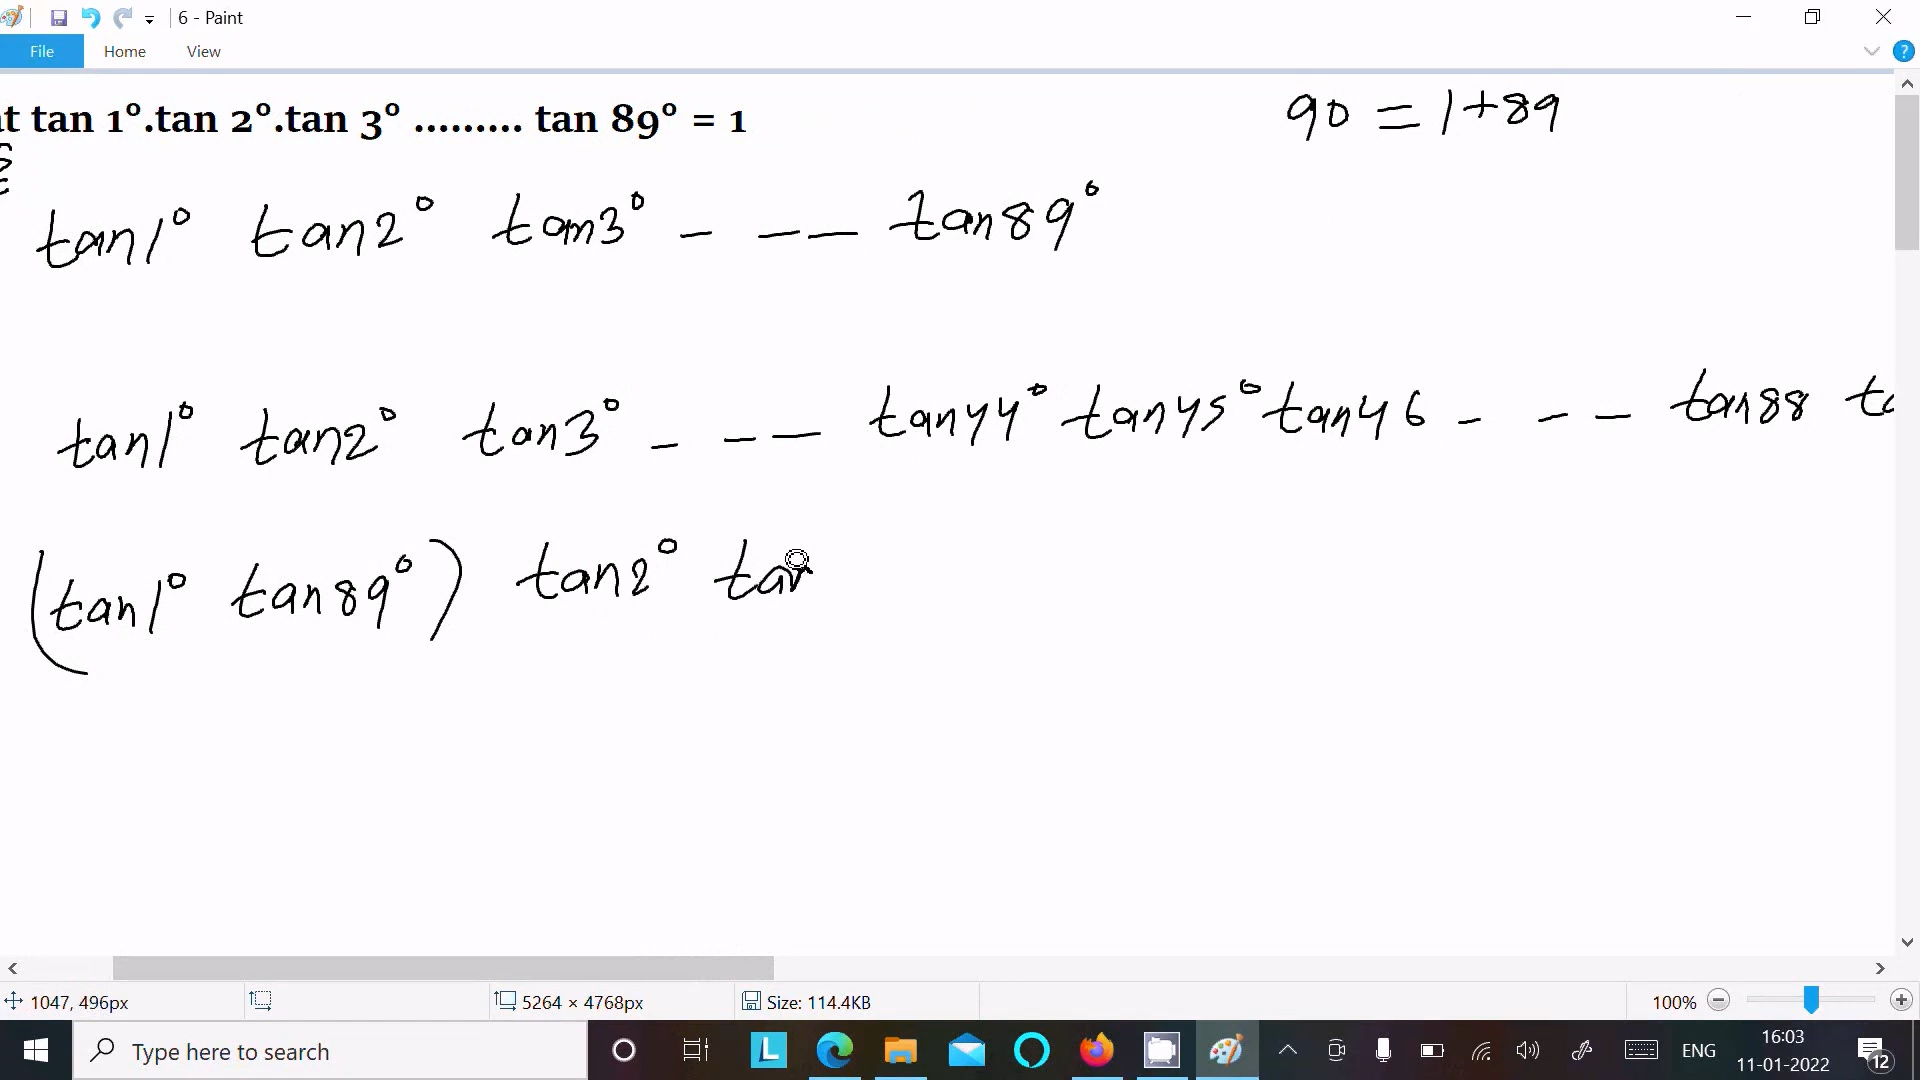 6 - Paint
File Home View
tan 1°.tan 2°.tan 3° ......... tan 89° = 1
90 = 1+89
tan1° tan2° tan3° - -- tan89°
tan1° tan2° tan3° - -- tan44° tan45° tan46 - -- tan88
(tan1° tan89°) tan2° tan
1047, 496px
5264 × 4768px
Size: 114.4KB
100%
Type here to search
L
ENG
16:03
11-01-2022
12